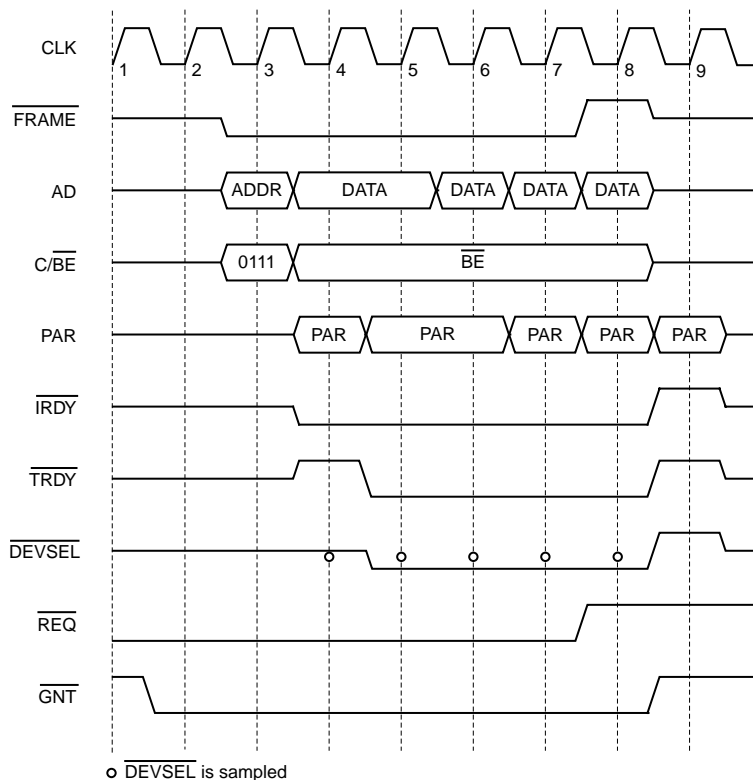 CLK
1 2 3 4 5 6 7 8 9
FRAME
AD ADDR DATA DATA DATA DATA
C/BE 0111 BE
PAR PAR PAR PAR PAR PAR
IRDY
TRDY
DEVSEL
REQ
GNT
DEVSEL is sampled